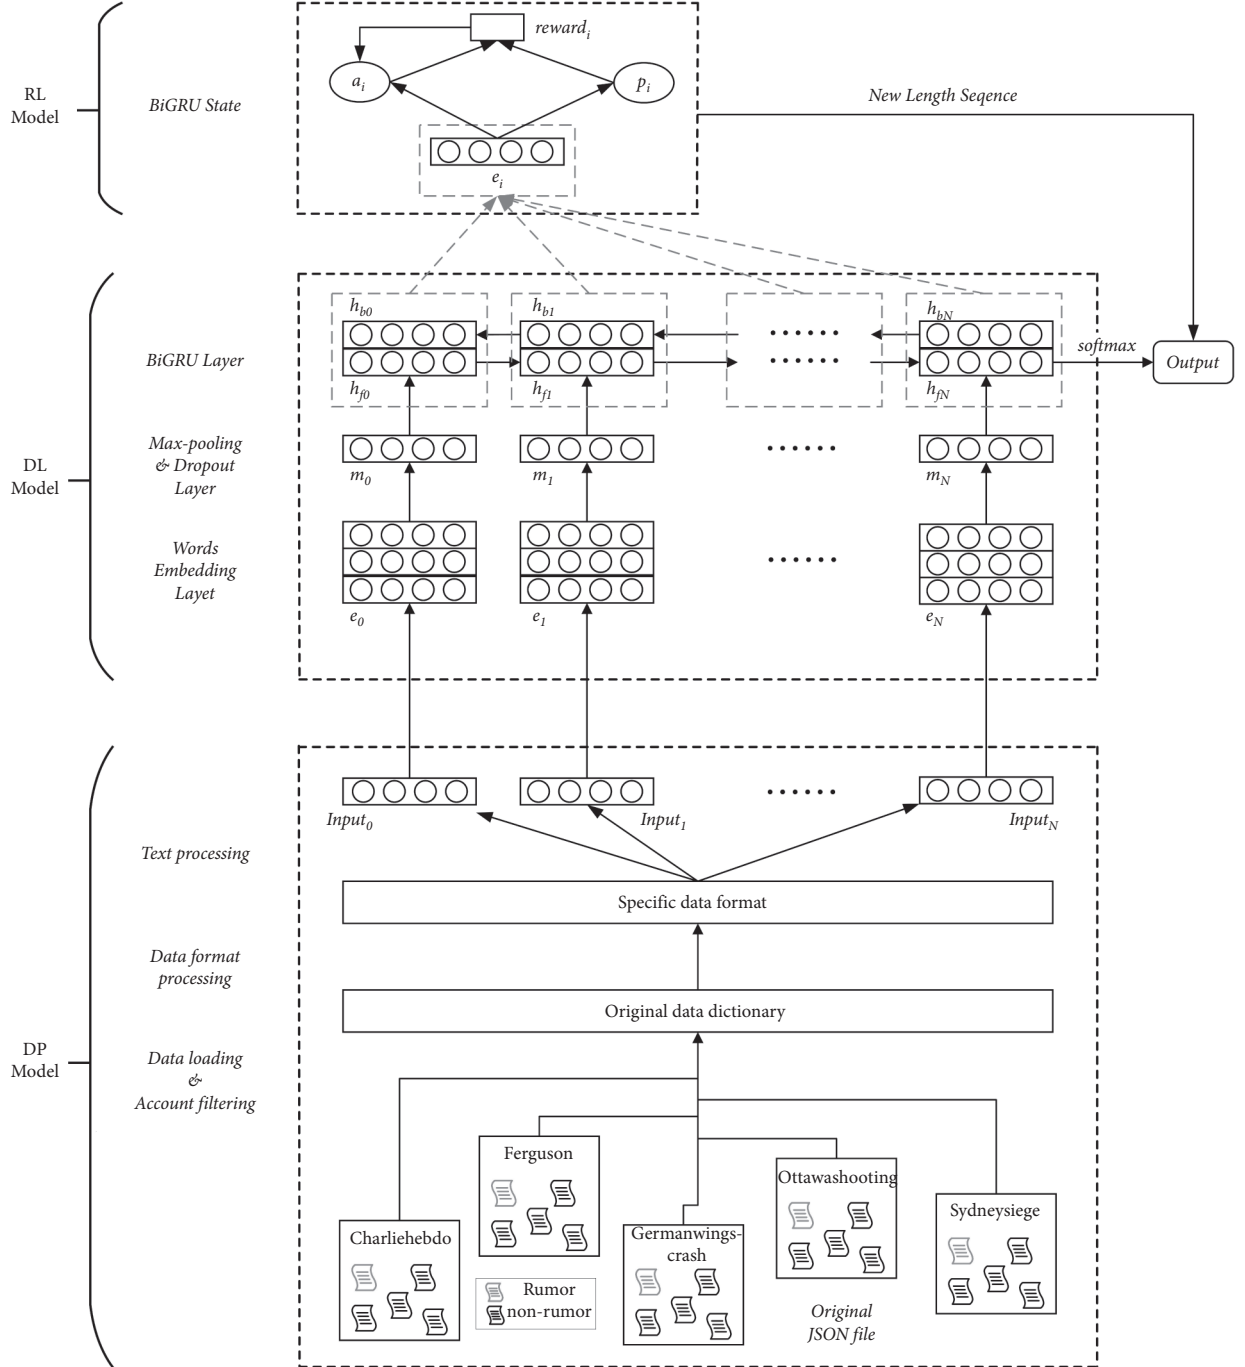 reward_i
a_i
p_i
RL
Model
BiGRU State
New Length Seqence
e_i
h_b0
h_b1
h_bN
BiGRU Layer
softmax
Output
h_f0
h_f1
h_fN
Max-pooling
& Dropout
Layer
m_0
m_1
m_N
DL
Model
Words
Embedding
Layet
e_0
e_1
e_N
Input_0
Input_1
Input_N
Text processing
Specific data format
Data format
processing
Original data dictionary
DP
Model
Data loading
&
Account filtering
Ferguson
Ottawashooting
Sydneysiege
Charliehebdo
Germanwings-
crash
Rumor
non-rumor
Original
JSON file